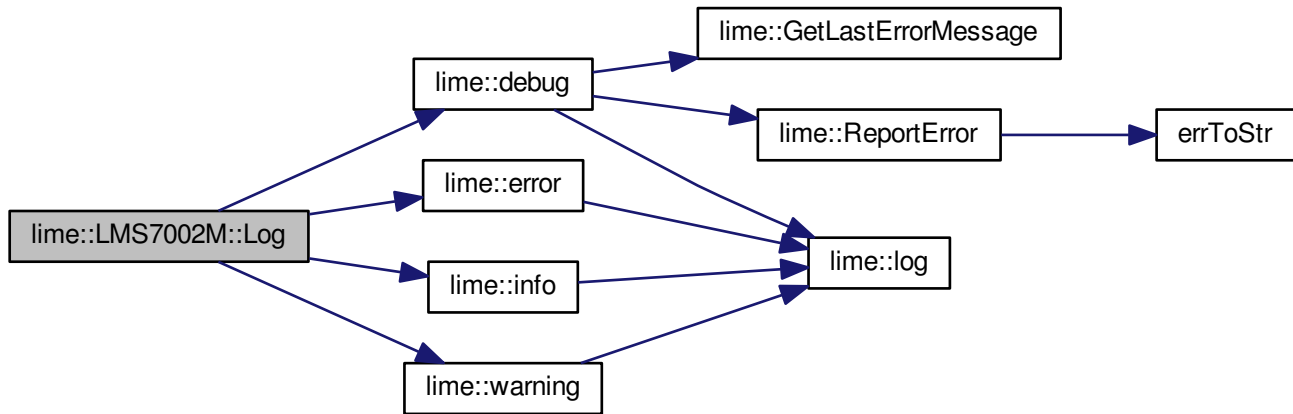 lime::GetLastErrorMessage
lime::debug
lime::ReportError
errToStr
lime::error
lime::LMS7002M::Log
lime::log
lime::info
lime::warning